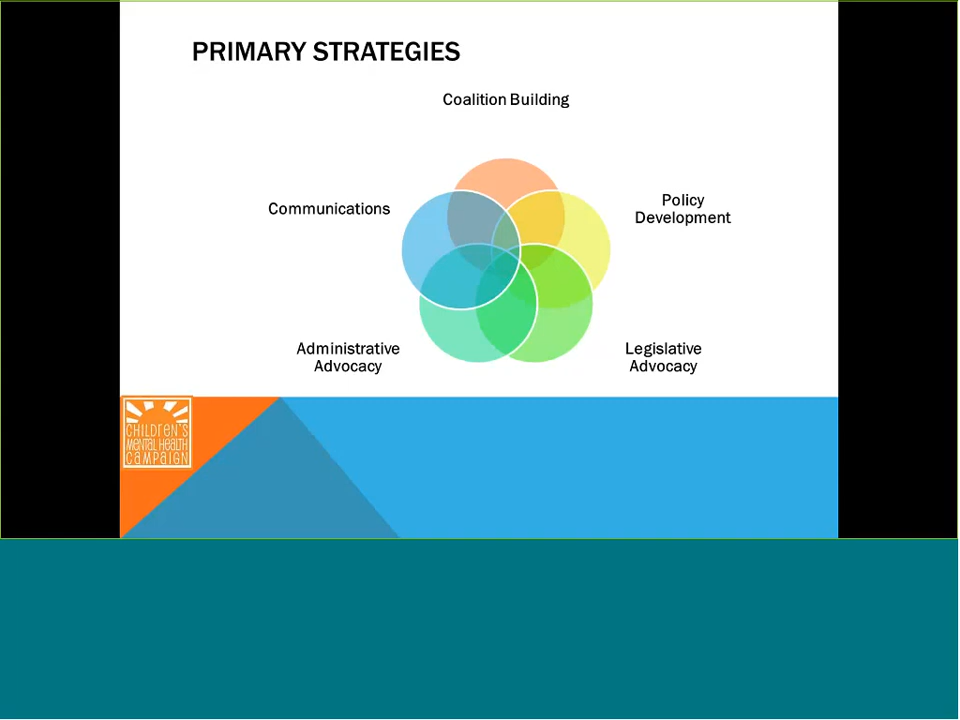 PRIMARY STRATEGIES
Coalition Building
Communications
Policy
Development
Administrative
Advocacy
Legislative
Advocacy
CHILDREN'S
MENTAL HEALTH
CAMPAIGN